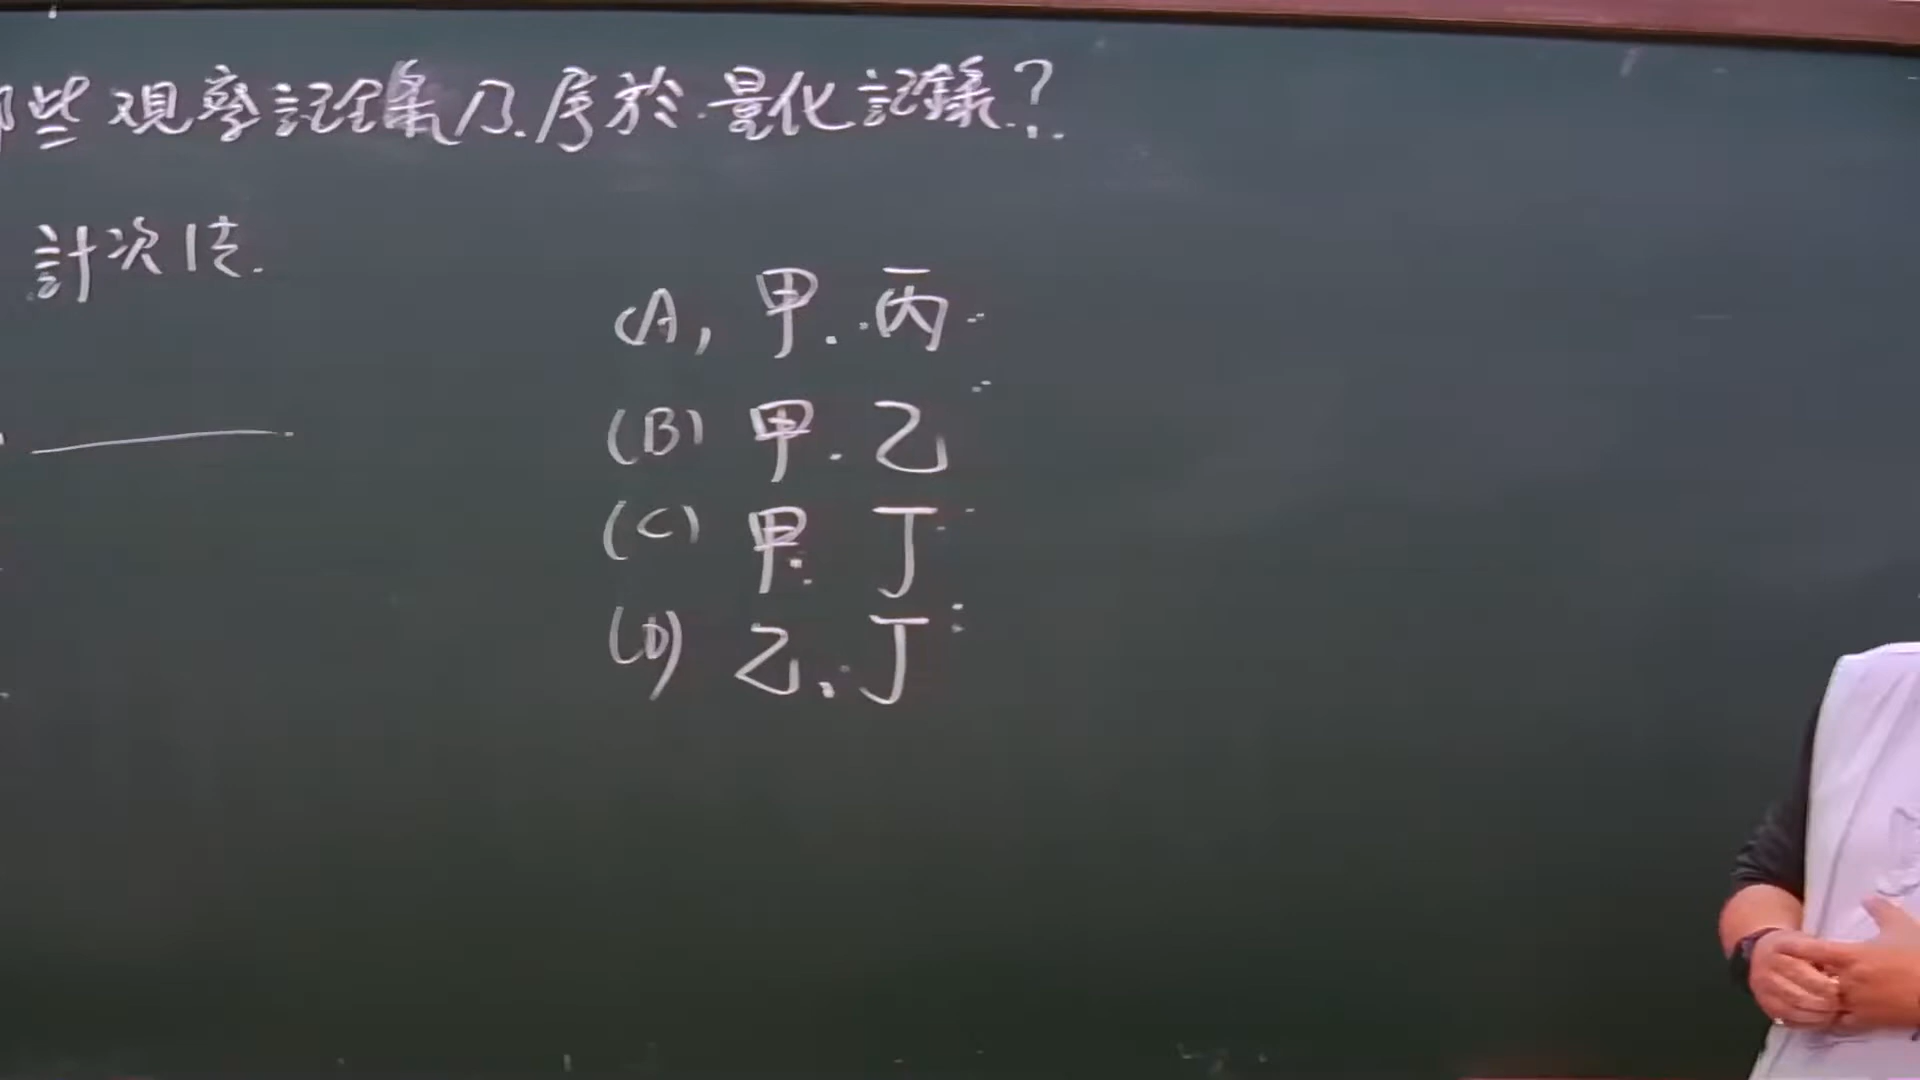 些觀察記錄乃屬於量化記錄?
計次法.
(A) 甲.丙
(B) 甲.乙
(C) 甲.丁
(D) 乙、丁